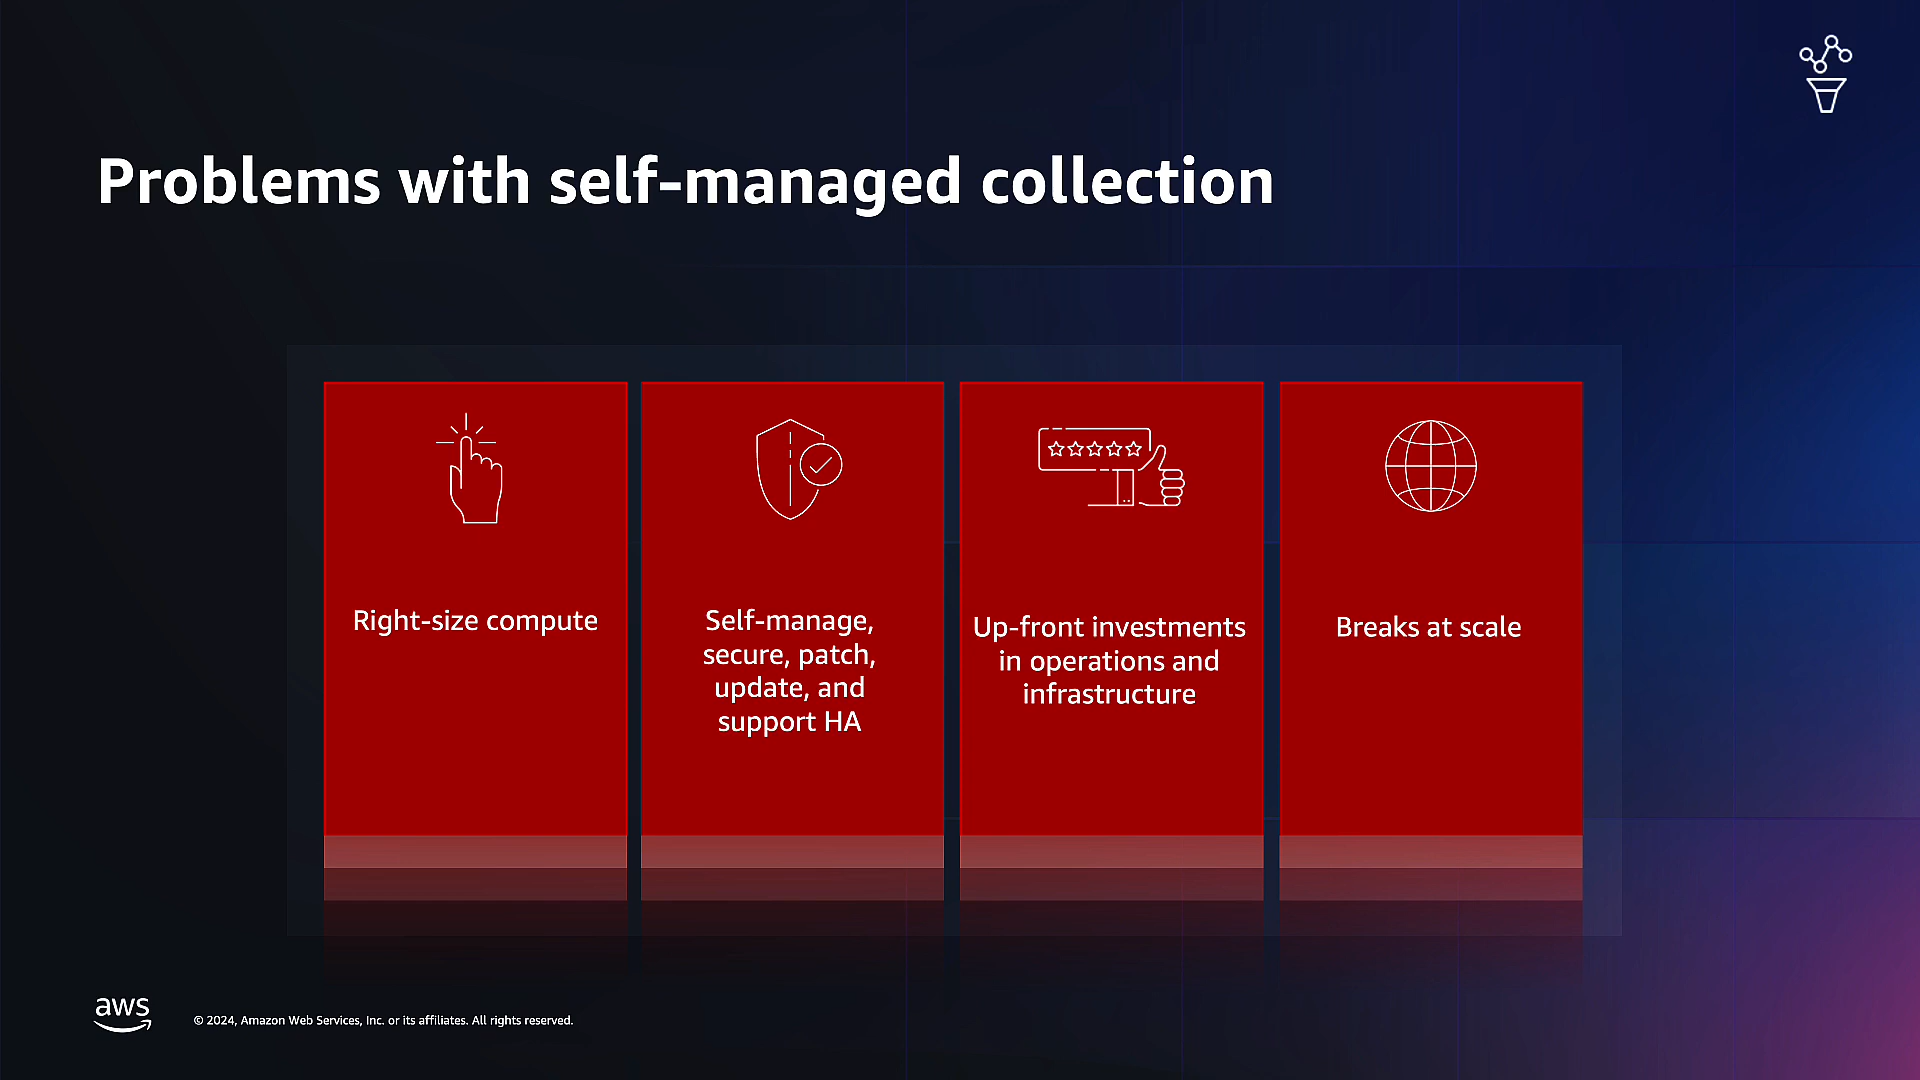 Problems with self-managed collection
Right-size compute
Self-manage,
secure, patch,
update, and
support HA
Up-front investments
in operations and
infrastructure
Breaks at scale
aws
© 2024, Amazon Web Services, Inc. or its affiliates. All rights reserved.